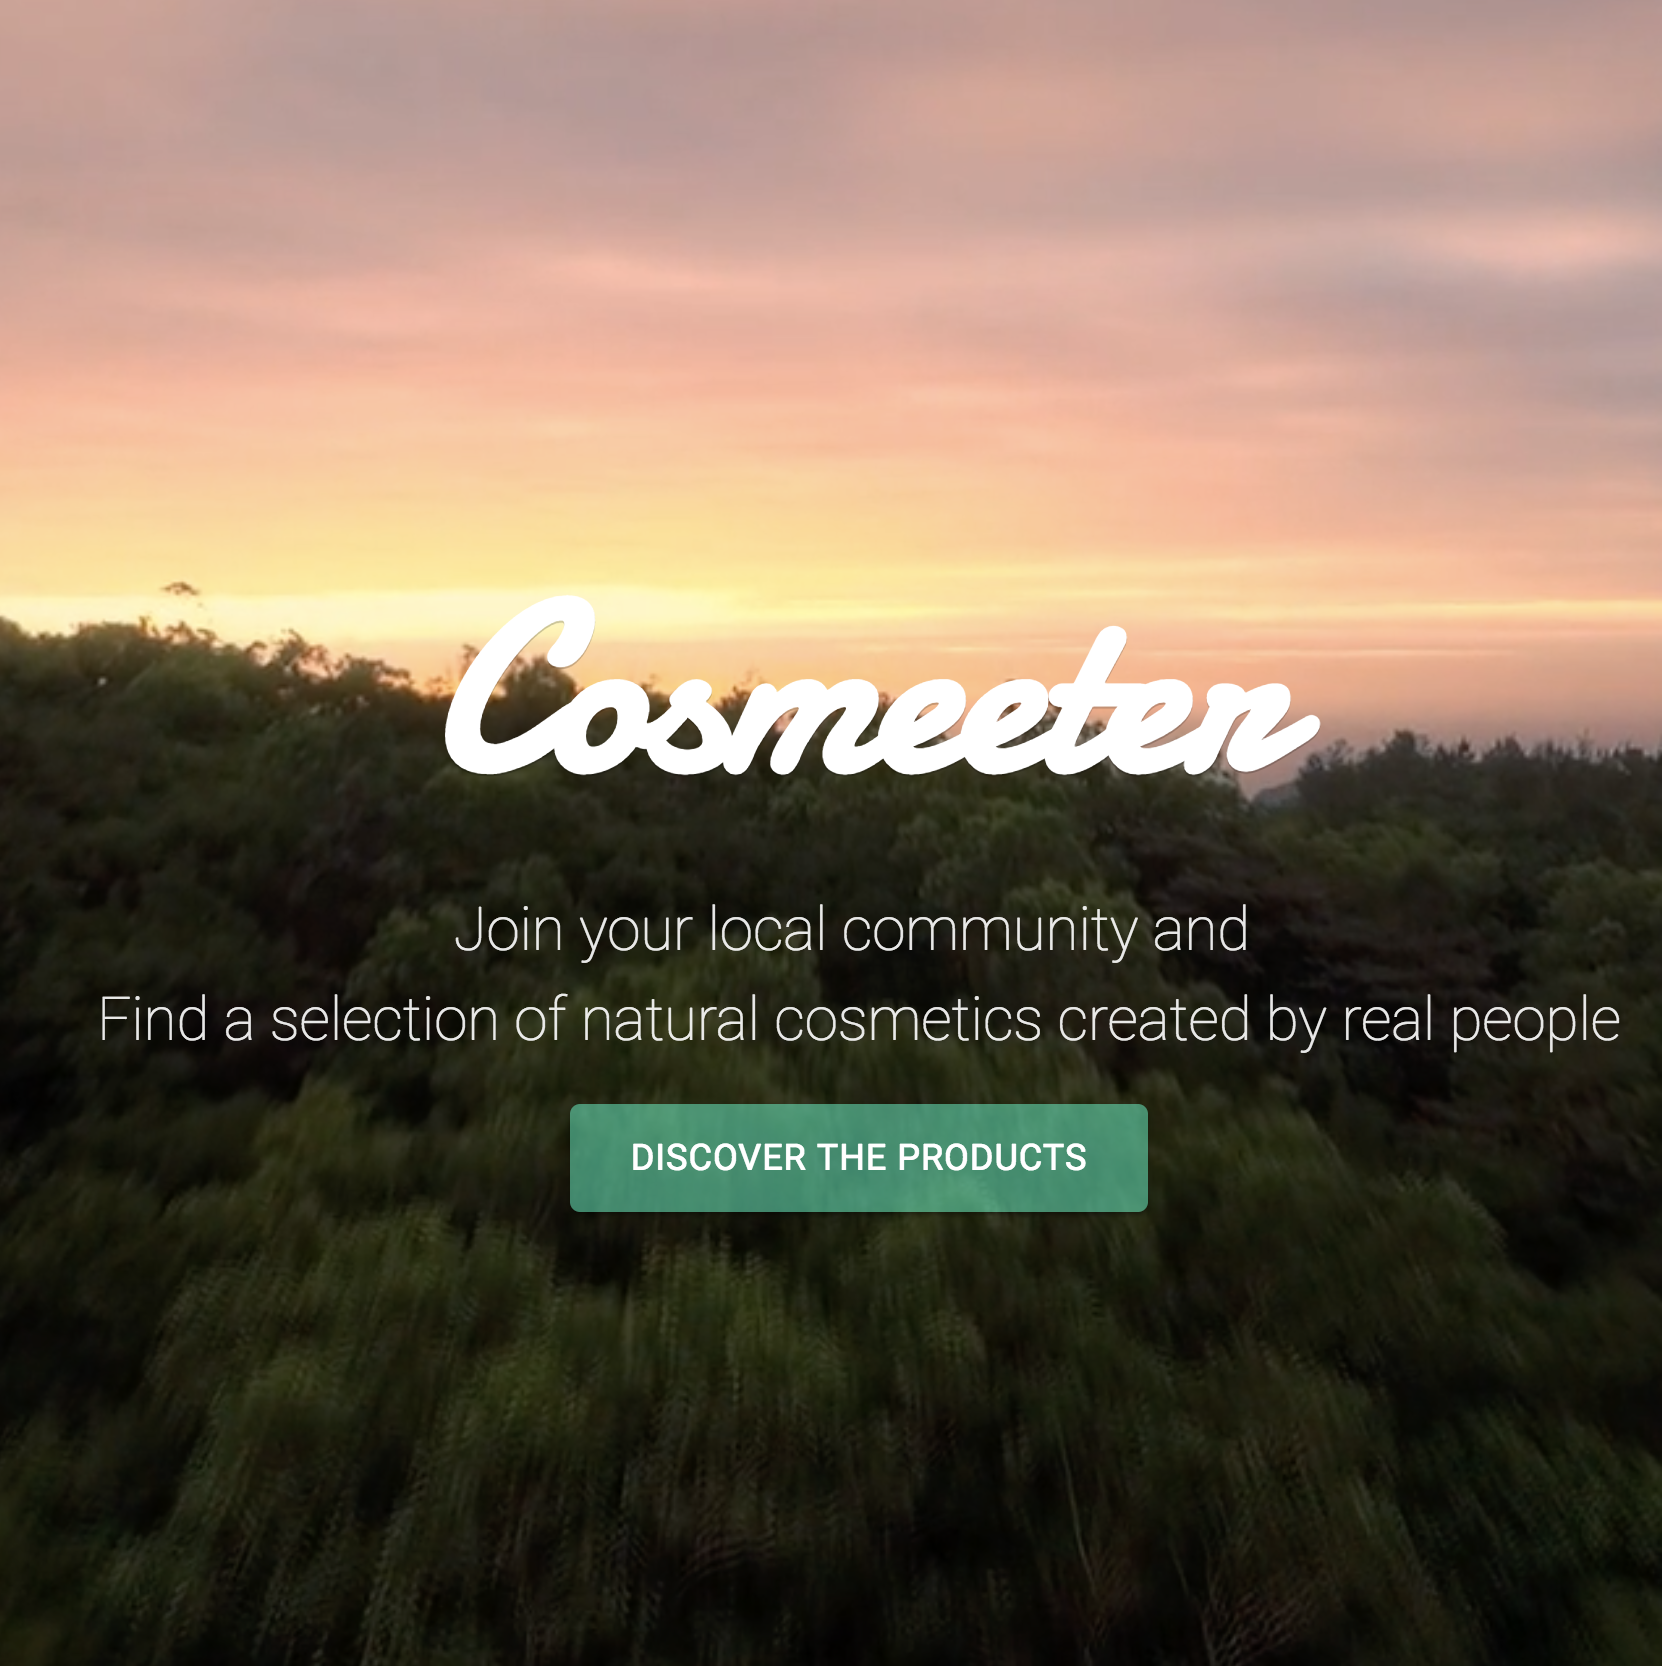 Cosmeeter
Join your local community and
Find a selection of natural cosmetics created by real people
DISCOVER THE PRODUCTS